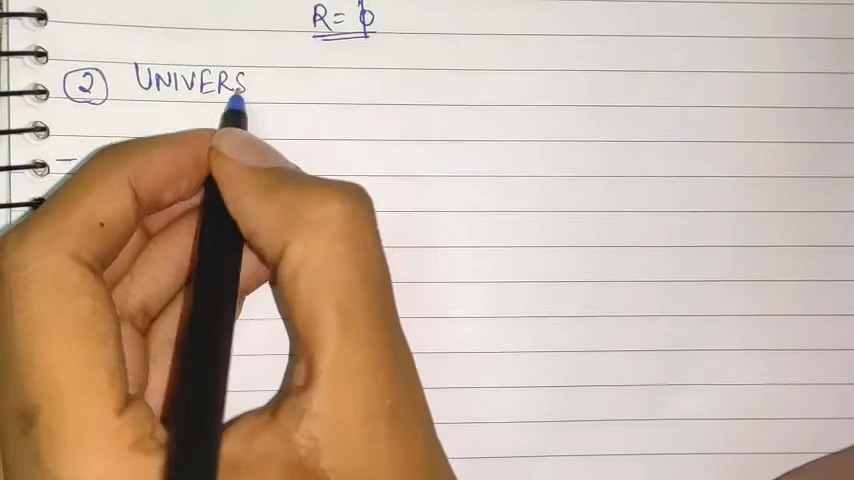 R = ϕ
② UNIVERS
–